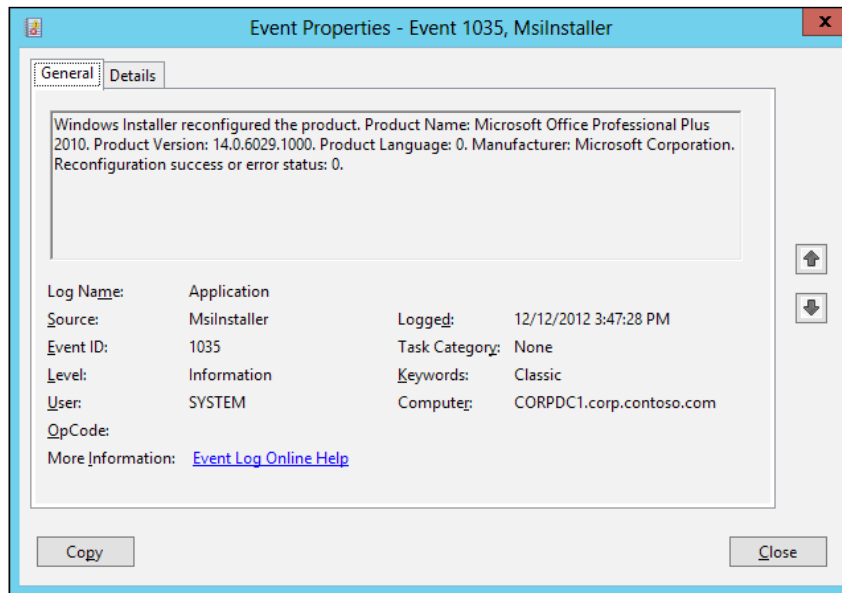 Event Properties - Event 1035, MsiInstaller
x
General
Details
Windows Installer reconfigured the product. Product Name: Microsoft Office Professional Plus
2010. Product Version: 14.0.6029.1000. Product Language: 0. Manufacturer: Microsoft Corporation.
Reconfiguration success or error status: 0.
Log Name: Application
Source: MsiInstaller Logged: 12/12/2012 3:47:28 PM
Event ID: 1035 Task Category: None
Level: Information Keywords: Classic
User: SYSTEM Computer: CORPDC1.corp.contoso.com
OpCode:
More Information: Event Log Online Help
Copy
Close